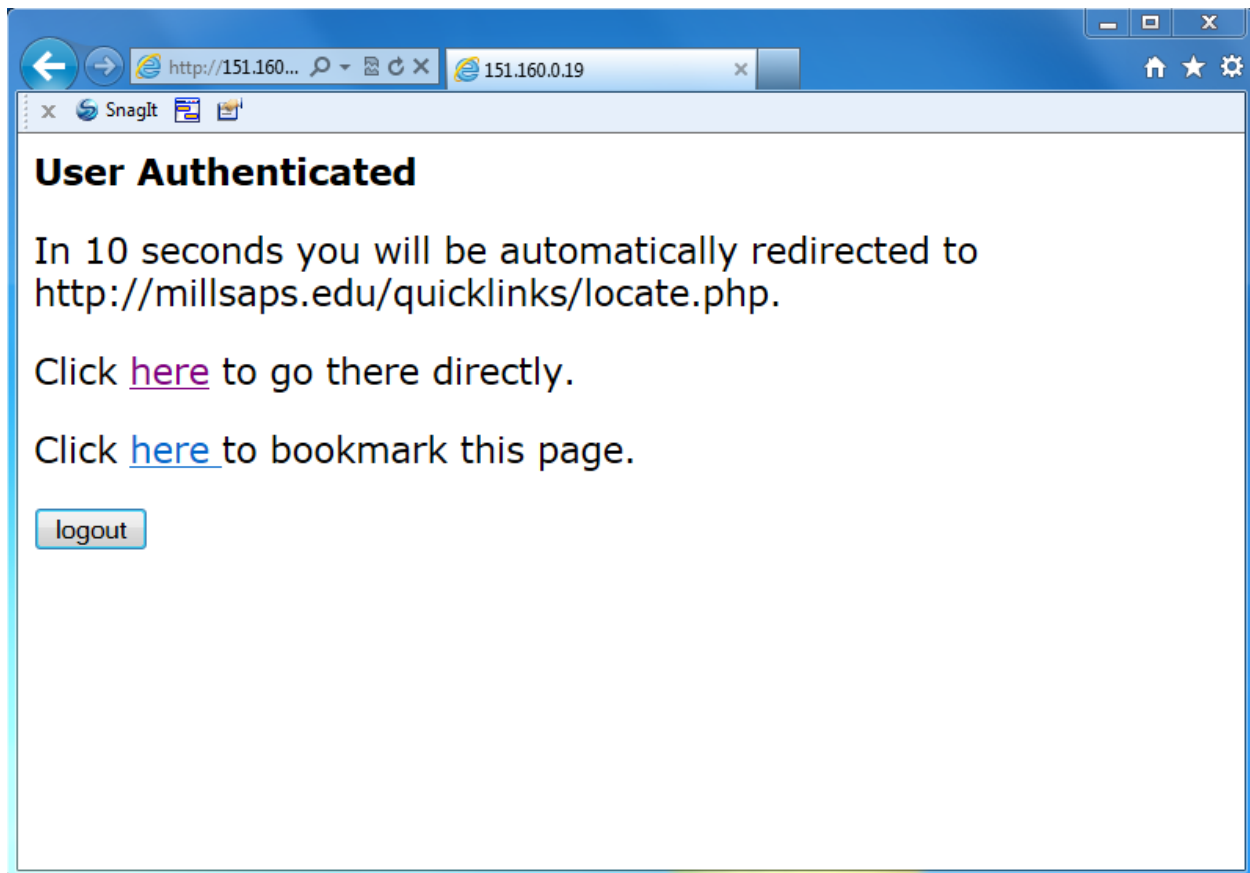 http://151.160...
151.160.0.19
SnagIt
User Authenticated
In 10 seconds you will be automatically redirected to
http://millsaps.edu/quicklinks/locate.php.
Click here to go there directly.
Click here to bookmark this page.
logout